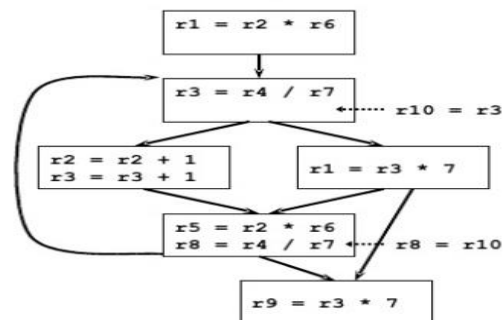 r1 = r2 * r6
r3 = r4 / r7
r10 = r3
r2 = r2 + 1
r3 = r3 + 1
r1 = r3 * 7
r5 = r2 * r6
r8 = r4 / r7
r8 = r10
r9 = r3 * 7